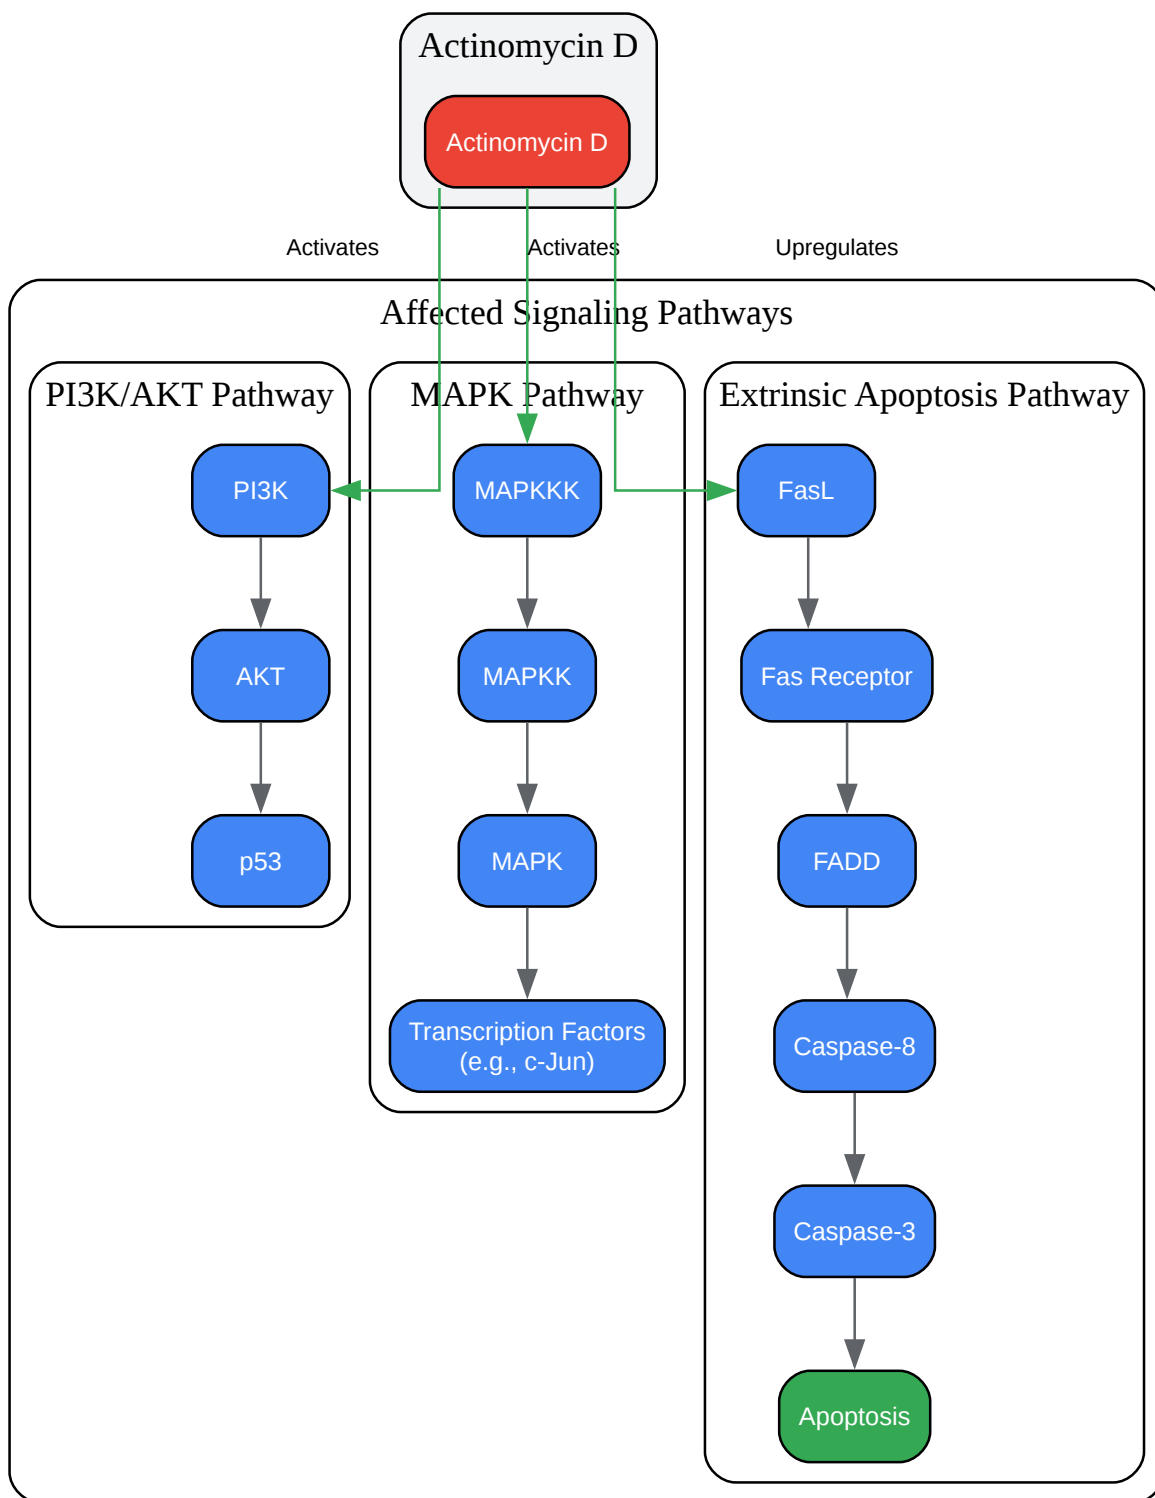 Actinomycin D
Actinomycin D
Activates
Activates
Upregulates
Affected Signaling Pathways
PI3K/AKT Pathway
PI3K
AKT
p53
MAPK Pathway
MAPKKK
MAPKK
MAPK
Transcription Factors
(e.g., c-Jun)
Extrinsic Apoptosis Pathway
FasL
Fas Receptor
FADD
Caspase-8
Caspase-3
Apoptosis